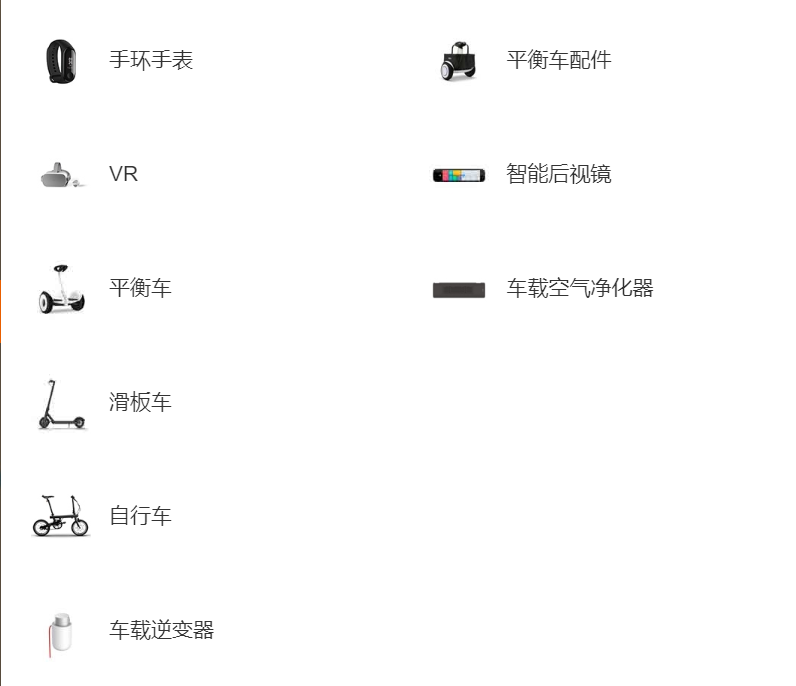 手环手表
VR
平衡车
滑板车
自行车
车载逆变器
平衡车配件
智能后视镜
车载空气净化器